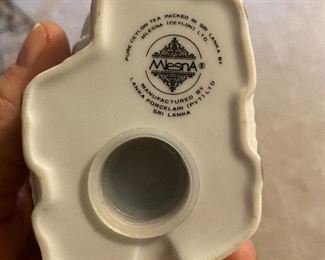 PURE CEYLON TEA PACKED IN SRI LANKA BY
MLESNA (CEYLON) LTD.
MlesnA®
MANUFACTURED BY
LANKA PORCELAIN (PVT) LTD
SRI LANKA